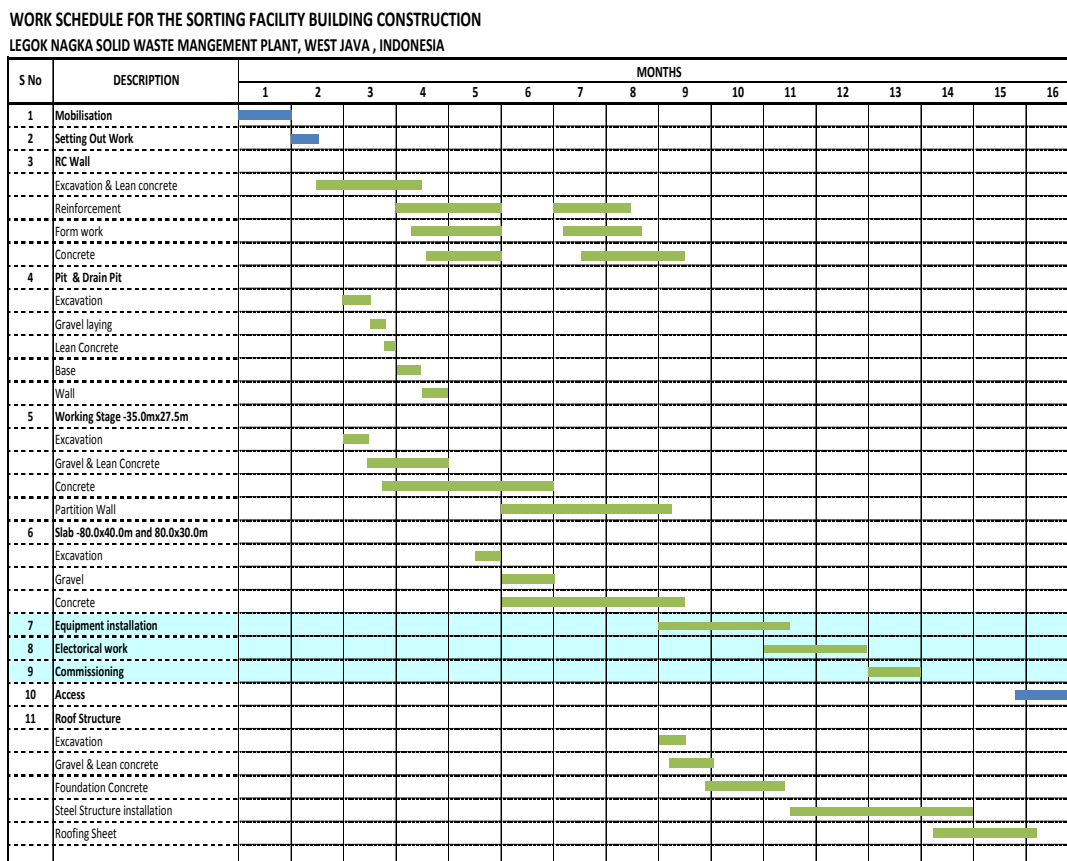 WORK SCHEDULE FOR THE SORTING FACILITY BUILDING CONSTRUCTION
LEGOK NAGKA SOLID WASTE MANGEMENT PLANT, WEST JAVA , INDONESIA
S No DESCRIPTION MONTHS
1 2 3 4 5 6 7 8 9 10 11 12 13 14 15 16
1 Mobilisation
2 Setting Out Work
3 RC Wall
Excavation & Lean concrete
Reinforcement
Form work
Concrete
4 Pit & Drain Pit
Excavation
Gravel laying
Lean Concrete
Base
Wall
5 Working Stage -35.0mx27.5m
Excavation
Gravel & Lean Concrete
Concrete
Partition Wall
6 Slab -80.0x40.0m and 80.0x30.0m
Excavation
Gravel
Concrete
7 Equipment installation
8 Electorical work
9 Commissioning
10 Access
11 Roof Structure
Excavation
Gravel & Lean concrete
Foundation Concrete
Steel Structure installation
Roofing Sheet